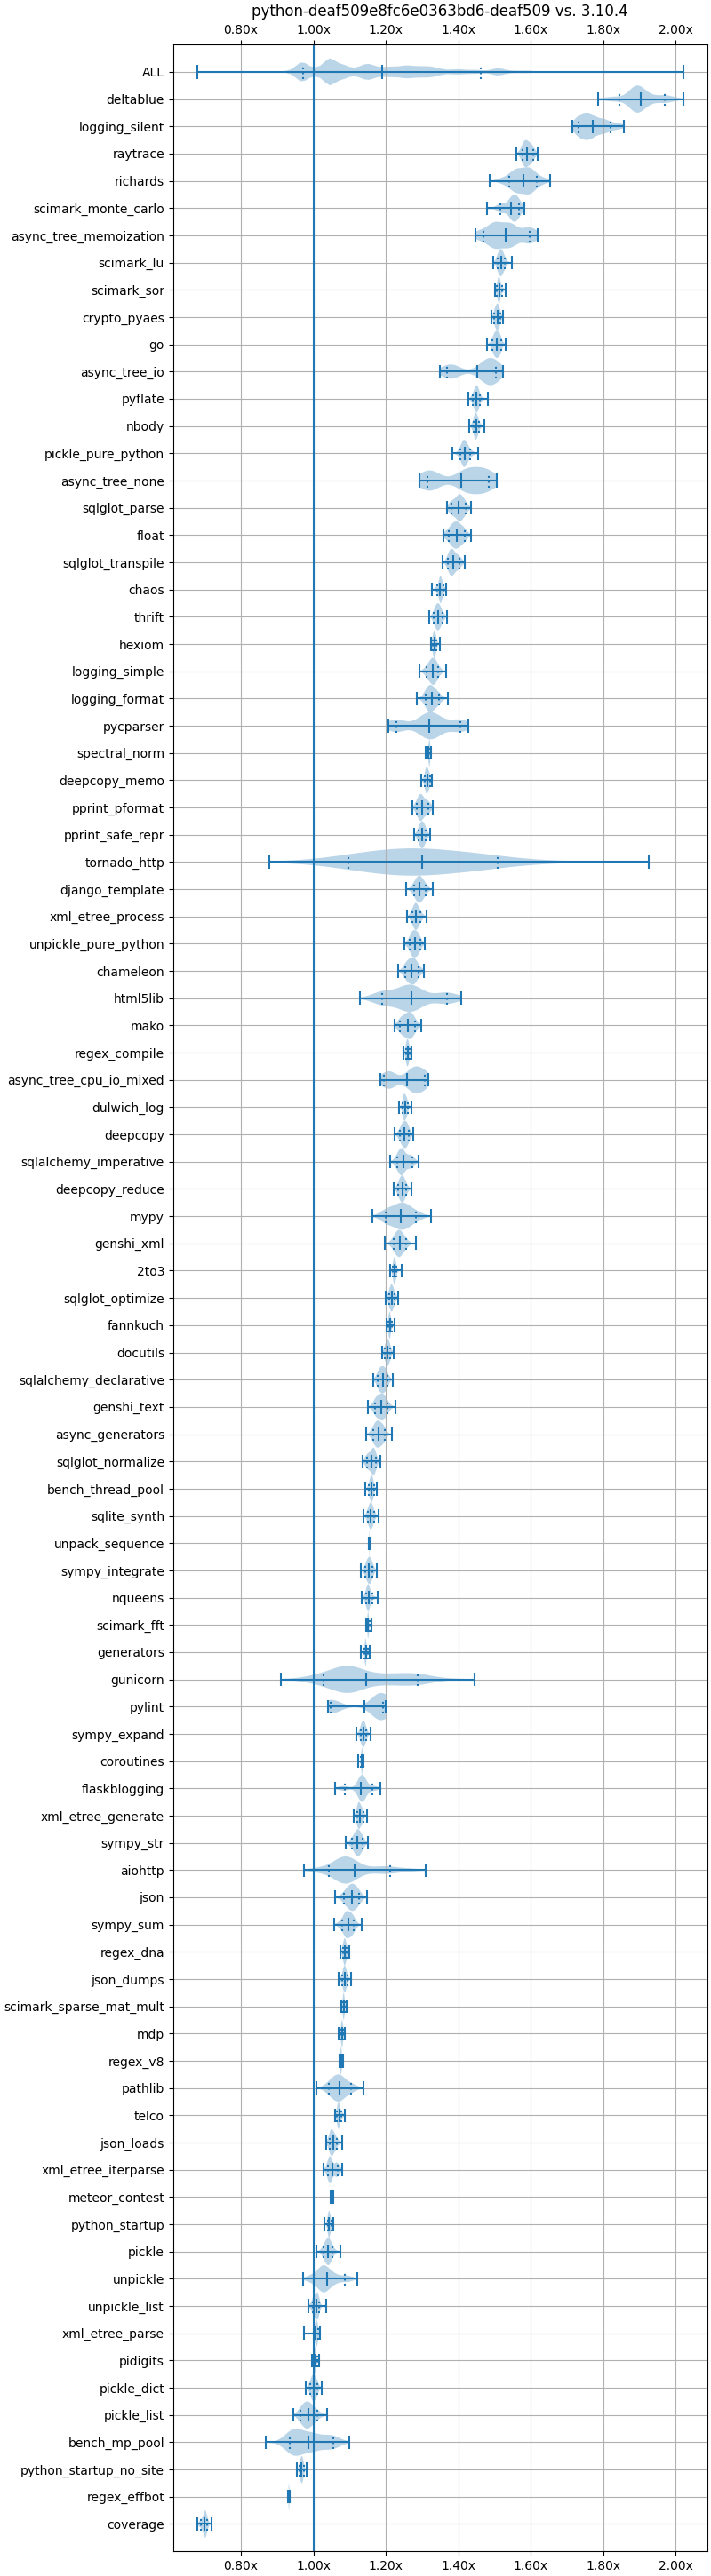 python-deaf509e8fc6e0363bd6-deaf509 vs. 3.10.4
0.80x 1.00x 1.20x 1.40x 1.60x 1.80x 2.00x
ALL
deltablue
logging_silent
raytrace
richards
scimark_monte_carlo
async_tree_memoization
scimark_lu
scimark_sor
crypto_pyaes
go
async_tree_io
pyflate
nbody
pickle_pure_python
async_tree_none
sqlglot_parse
float
sqlglot_transpile
chaos
thrift
hexiom
logging_simple
logging_format
pycparser
spectral_norm
deepcopy_memo
pprint_pformat
pprint_safe_repr
tornado_http
django_template
xml_etree_process
unpickle_pure_python
chameleon
html5lib
mako
regex_compile
async_tree_cpu_io_mixed
dulwich_log
deepcopy
sqlalchemy_imperative
deepcopy_reduce
mypy
genshi_xml
2to3
sqlglot_optimize
fannkuch
docutils
sqlalchemy_declarative
genshi_text
async_generators
sqlglot_normalize
bench_thread_pool
sqlite_synth
unpack_sequence
sympy_integrate
nqueens
scimark_fft
generators
gunicorn
pylint
sympy_expand
coroutines
flaskblogging
xml_etree_generate
sympy_str
aiohttp
json
sympy_sum
regex_dna
json_dumps
scimark_sparse_mat_mult
mdp
regex_v8
pathlib
telco
json_loads
xml_etree_iterparse
meteor_contest
python_startup
pickle
unpickle
unpickle_list
xml_etree_parse
pidigits
pickle_dict
pickle_list
bench_mp_pool
python_startup_no_site
regex_effbot
coverage
0.80x 1.00x 1.20x 1.40x 1.60x 1.80x 2.00x